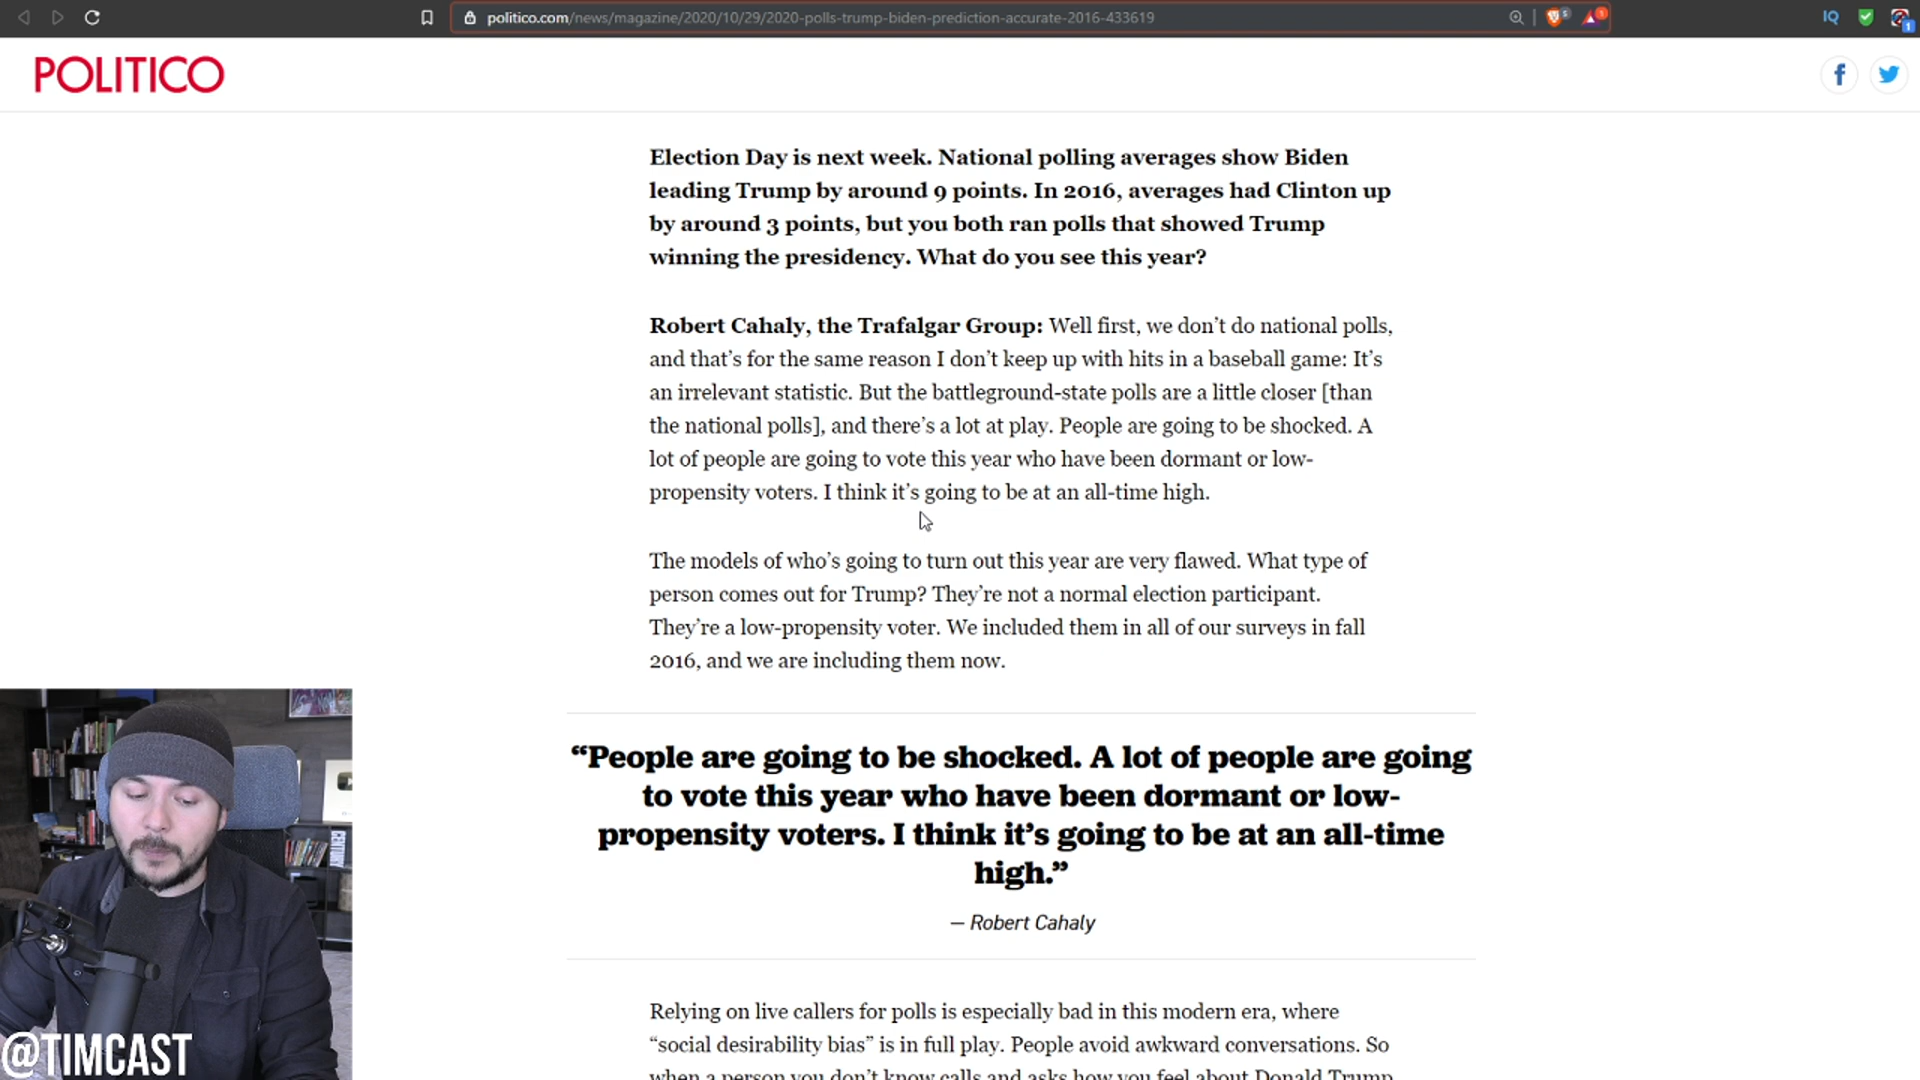 politico.com/news/magazine/2020/10/29/2020-polls-trump-biden-prediction-accurate-2016-433619
5
1
IQ
1
POLITICO
Election Day is next week. National polling averages show Biden
leading Trump by around 9 points. In 2016, averages had Clinton up
by around 3 points, but you both ran polls that showed Trump
winning the presidency. What do you see this year?
Robert Cahaly, the Trafalgar Group: Well first, we don’t do national polls,
and that’s for the same reason I don’t keep up with hits in a baseball game: It’s
an irrelevant statistic. But the battleground-state polls are a little closer [than
the national polls], and there’s a lot at play. People are going to be shocked. A
lot of people are going to vote this year who have been dormant or low-
propensity voters. I think it’s going to be at an all-time high.
The models of who’s going to turn out this year are very flawed. What type of
person comes out for Trump? They’re not a normal election participant.
They’re a low-propensity voter. We included them in all of our surveys in fall
2016, and we are including them now.
“People are going to be shocked. A lot of people are going
to vote this year who have been dormant or low-
propensity voters. I think it’s going to be at an all-time
high.”
— Robert Cahaly
Relying on live callers for polls is especially bad in this modern era, where
“social desirability bias” is in full play. People avoid awkward conversations. So
when a person you don’t know calls and asks how you feel about Donald Trump
@TIMCAST